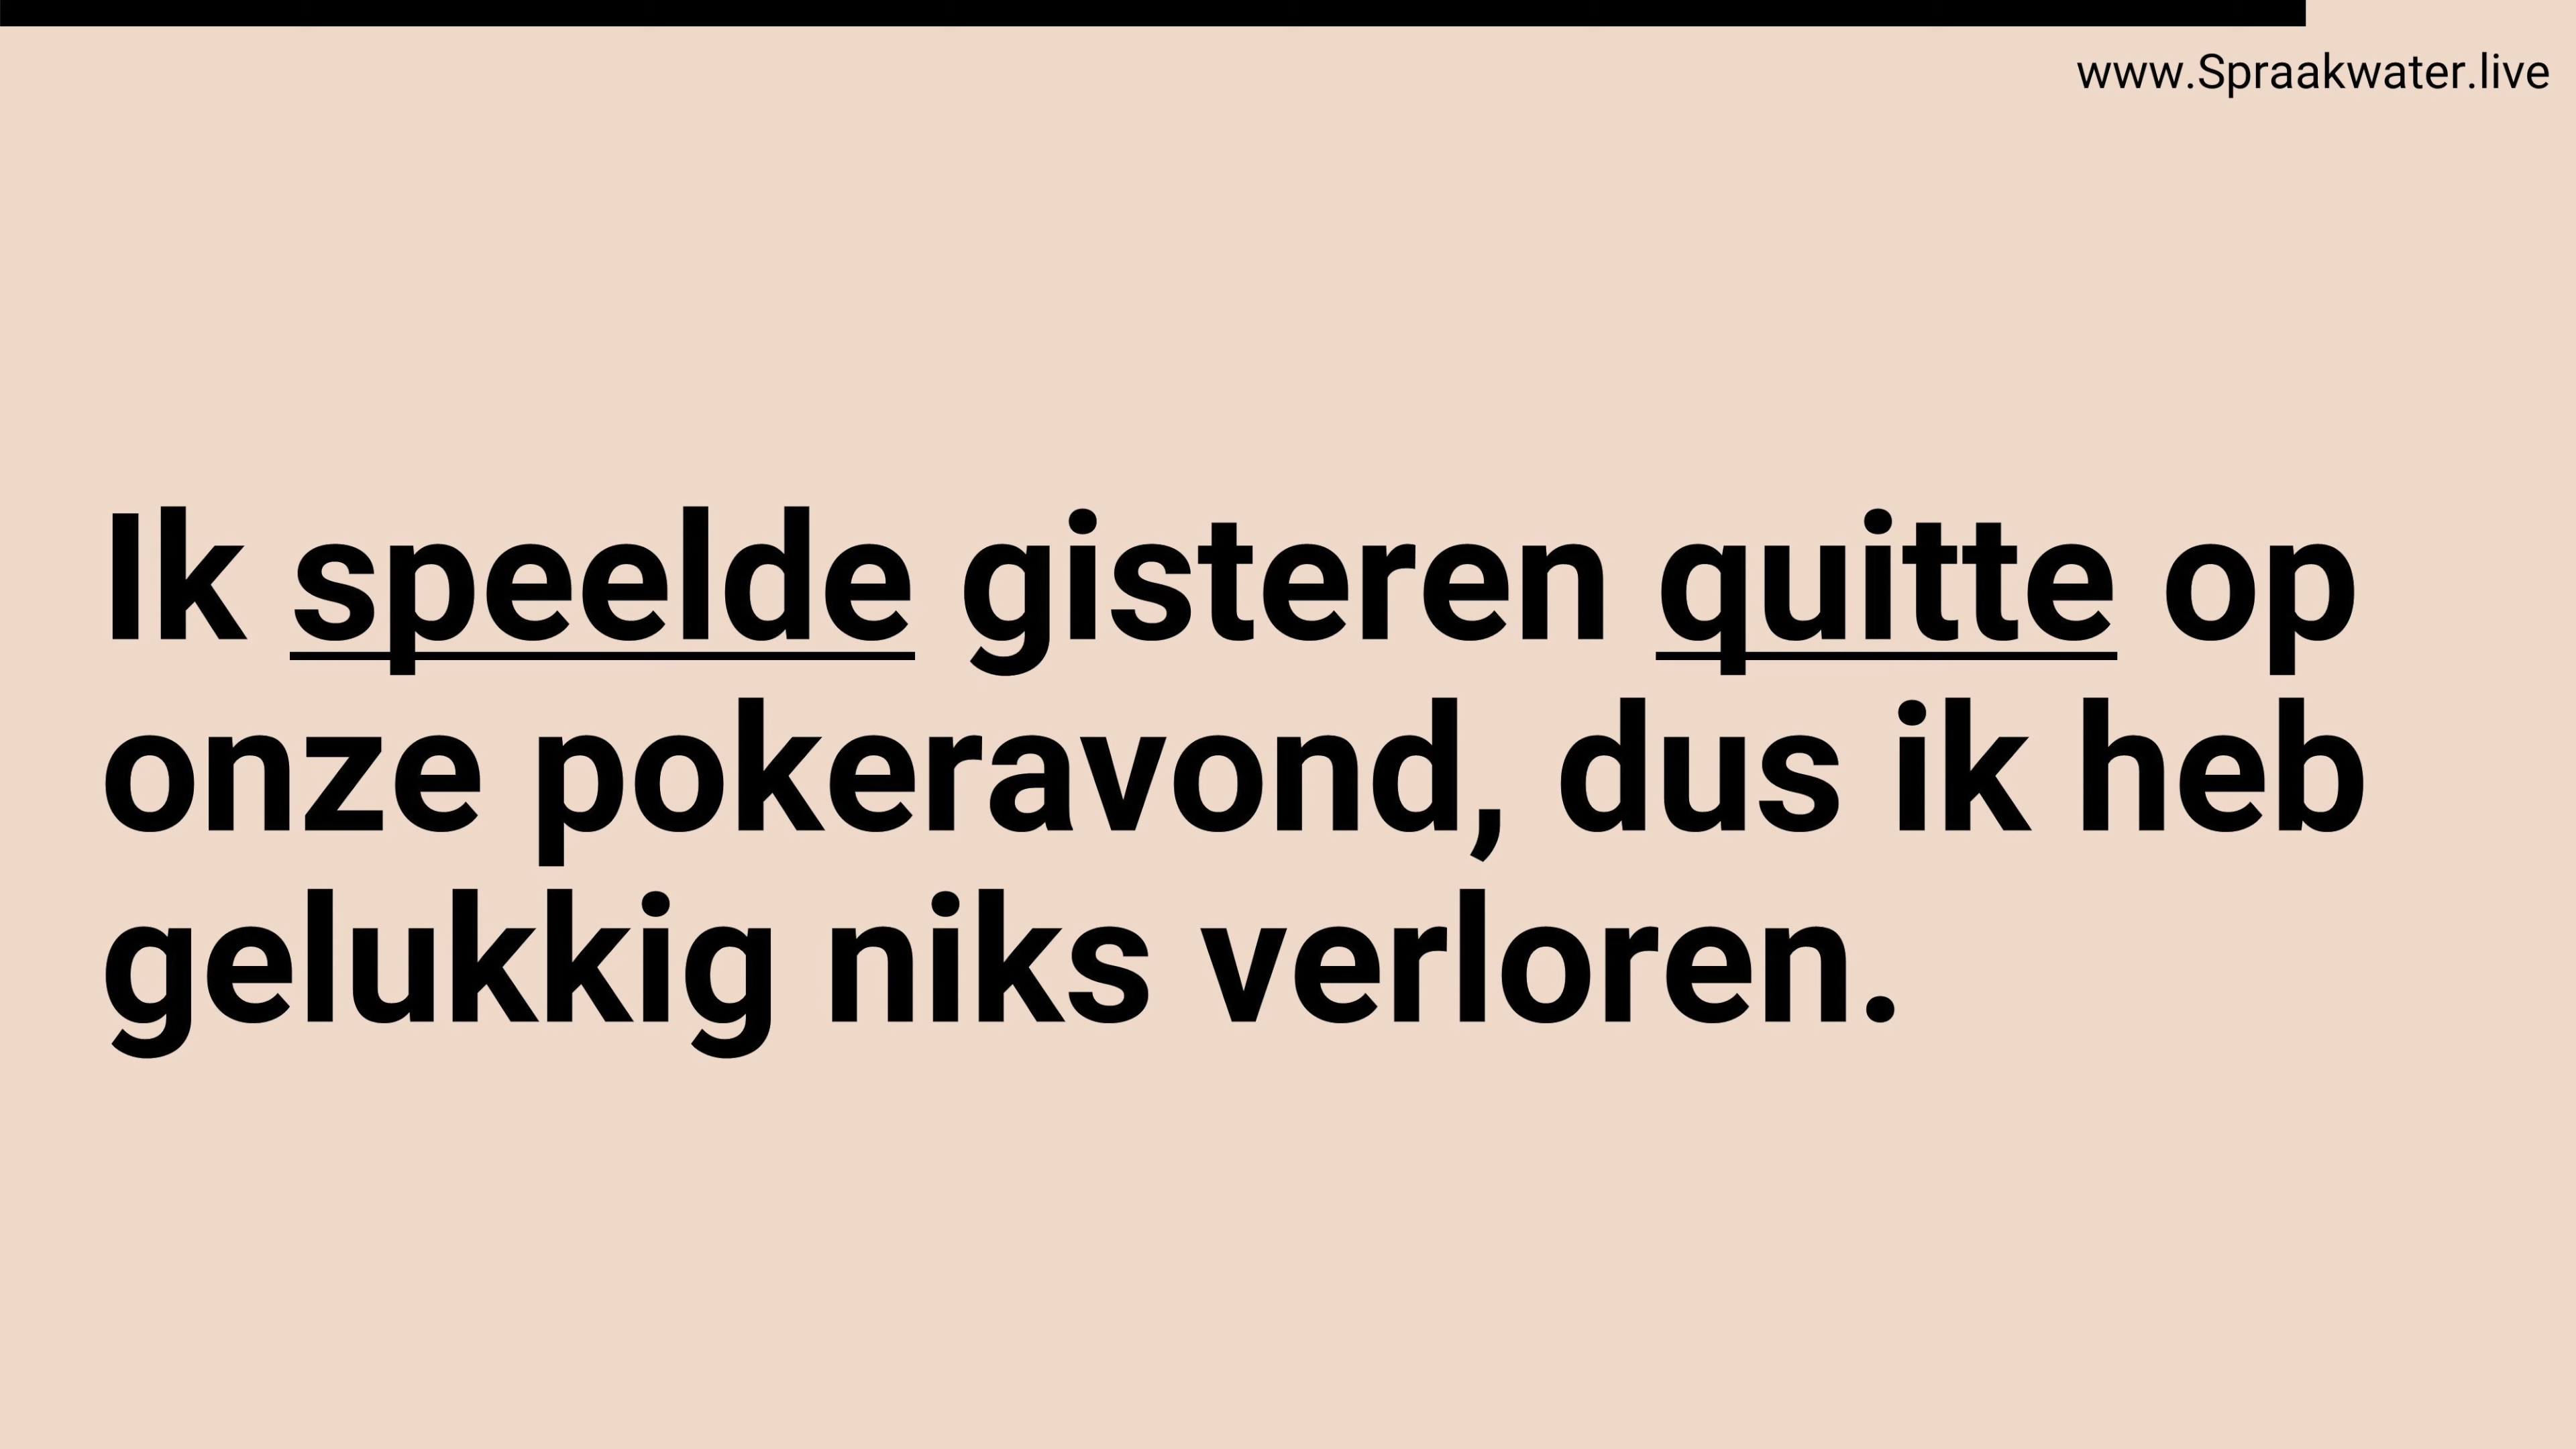 www.Spraakwater.live
Ik speelde gisteren quitte op
onze pokeravond, dus ik heb
gelukkig niks verloren.